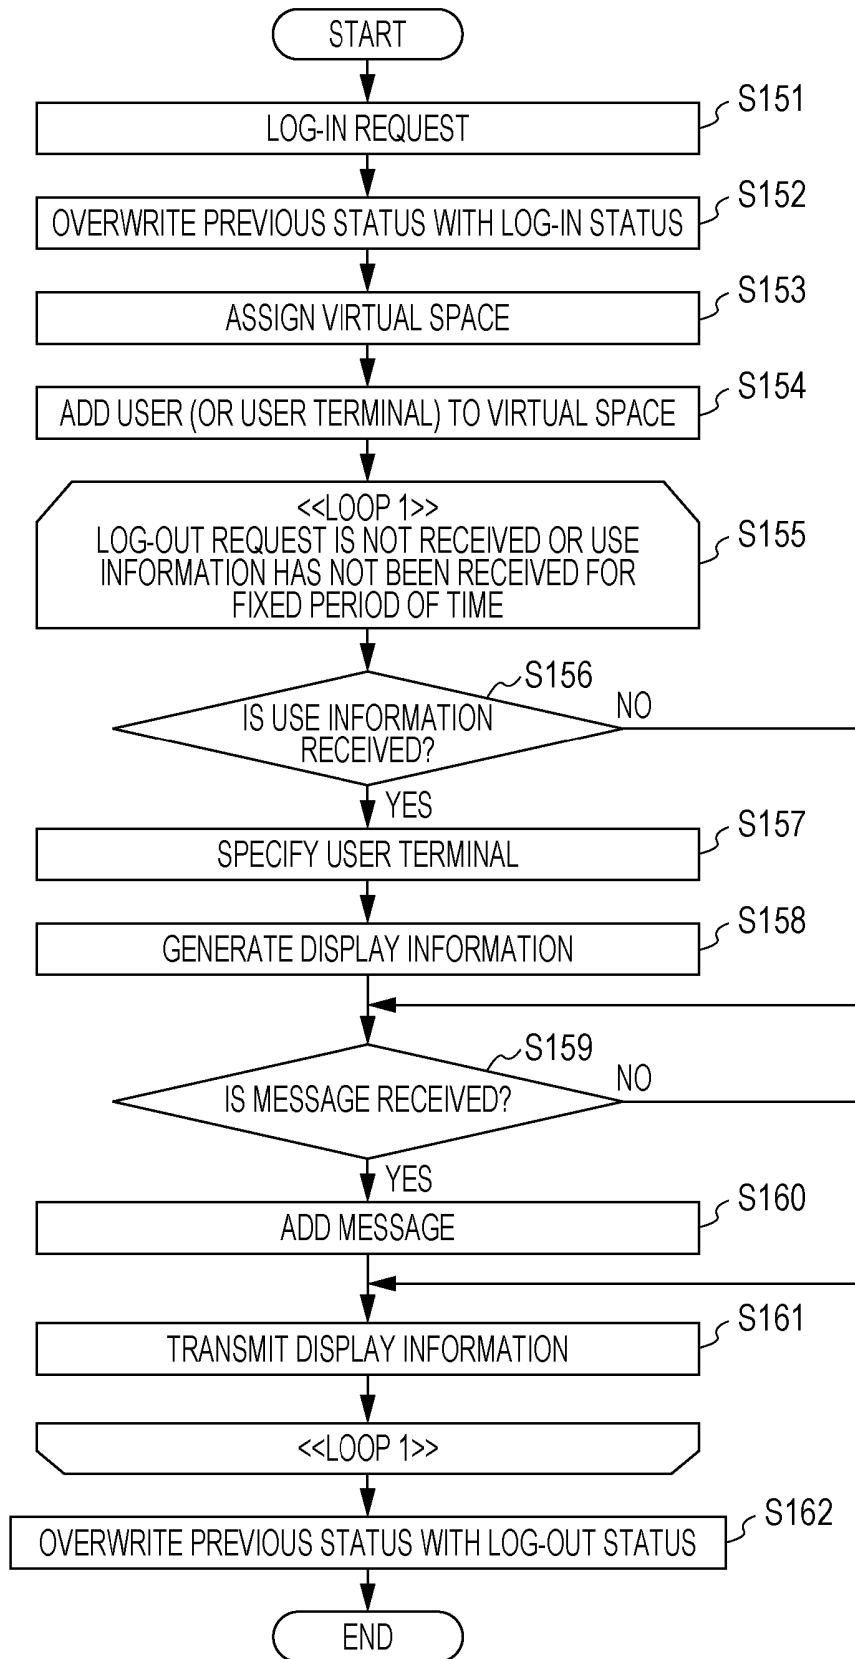 START
S151
LOG-IN REQUEST
S152
OVERWRITE PREVIOUS STATUS WITH LOG-IN STATUS
S153
ASSIGN VIRTUAL SPACE
S154
ADD USER (OR USER TERMINAL) TO VIRTUAL SPACE
<<LOOP 1>>
S155
LOG-OUT REQUEST IS NOT RECEIVED OR USE
INFORMATION HAS NOT BEEN RECEIVED FOR
FIXED PERIOD OF TIME
S156
IS USE INFORMATION
RECEIVED?
NO
YES
S157
SPECIFY USER TERMINAL
S158
GENERATE DISPLAY INFORMATION
S159
IS MESSAGE RECEIVED?
NO
YES
S160
ADD MESSAGE
S161
TRANSMIT DISPLAY INFORMATION
<<LOOP 1>>
S162
OVERWRITE PREVIOUS STATUS WITH LOG-OUT STATUS
END